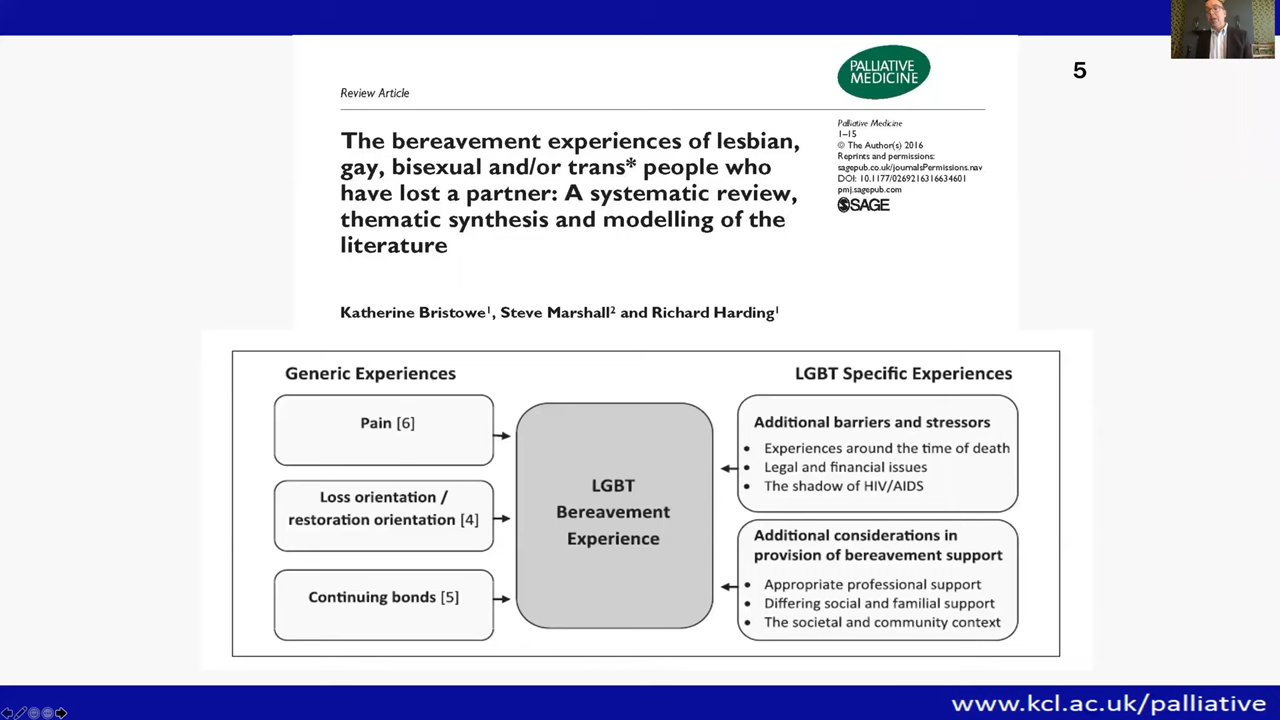 5
Review Article
PALLIATIVE
MEDICINE
The bereavement experiences of lesbian,
gay, bisexual and/or trans* people who
have lost a partner: A systematic review,
thematic synthesis and modelling of the
literature
Palliative Medicine
1–15
© The Author(s) 2016
Reprints and permissions:
sagepub.co.uk/journalsPermissions.nav
DOI: 10.1177/0269216316634601
pmj.sagepub.com
SAGE
Katherine Bristowe¹, Steve Marshall² and Richard Harding¹
Generic Experiences
Pain [6]
Loss orientation /
restoration orientation [4]
Continuing bonds [5]
LGBT
Bereavement
Experience
LGBT Specific Experiences
Additional barriers and stressors
• Experiences around the time of death
• Legal and financial issues
• The shadow of HIV/AIDS
Additional considerations in
provision of bereavement support
• Appropriate professional support
• Differing social and familial support
• The societal and community context
www.kcl.ac.uk/palliative